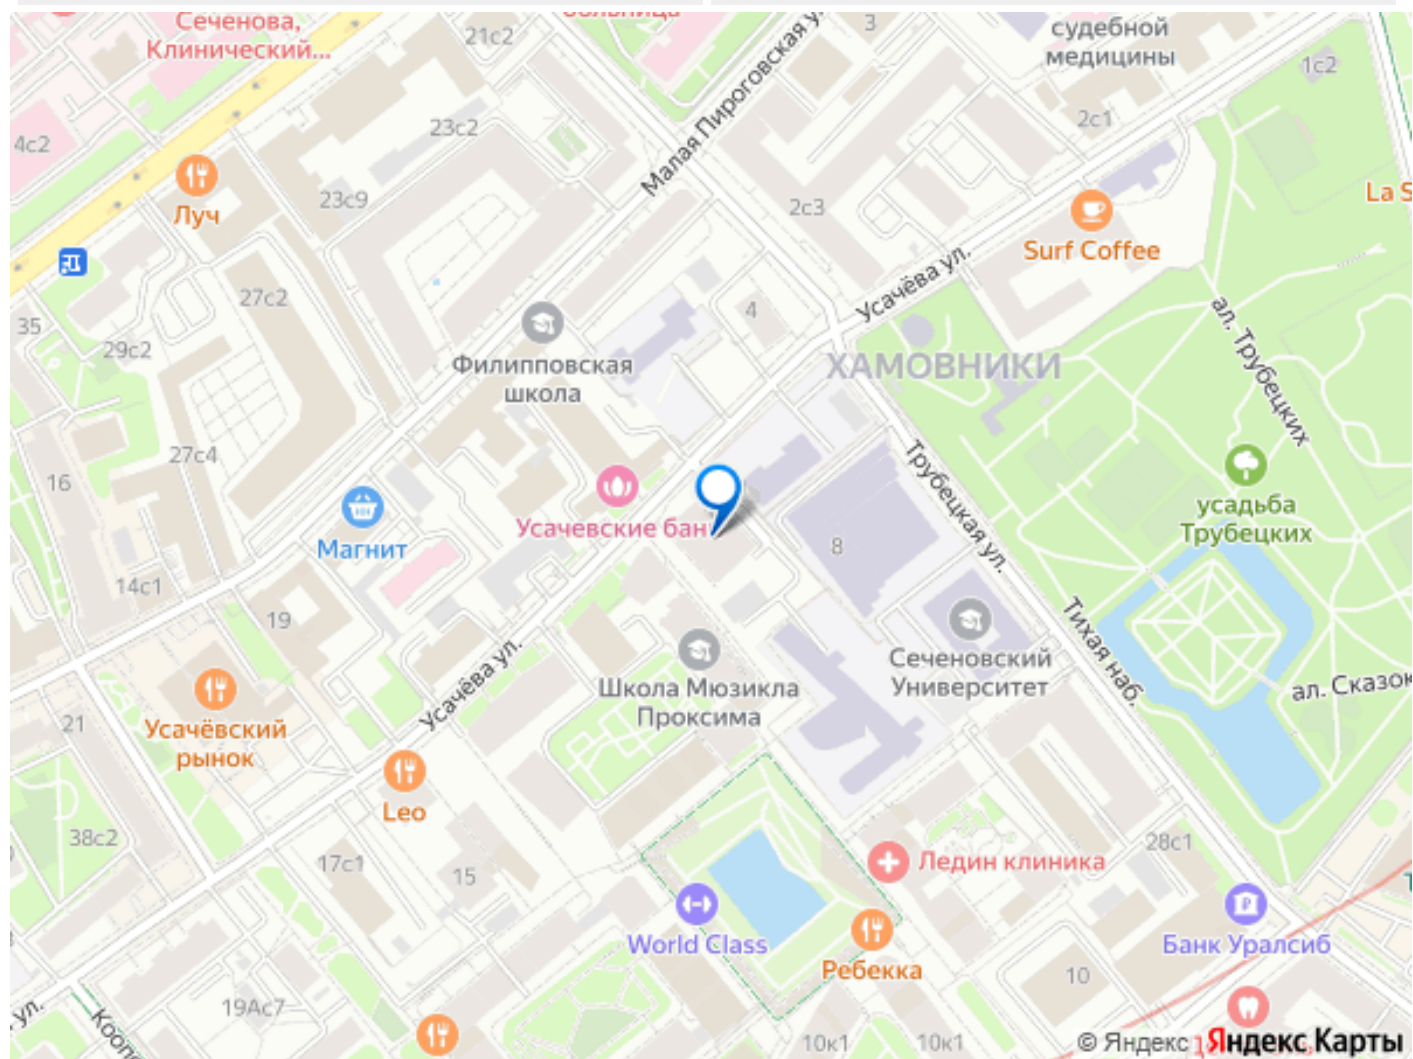 Сеченова,
Клинический...
21с2
больница
3
судебной
медицины
1с2
4с2
23с2
Малая Пироговская ул.
2с1
Луч
23с9
2с3
Surf Coffee
La S
Усачёва ул.
27с2
35
29с2
4
ал. Трубецких
Филипповская
школа
ХАМОВНИКИ
27с4
16
Трубецкая ул.
усадьба
Трубецких
Усачевские бан
Магнит
8
14с1
19
Тихая наб.
Сеченовский
Университет
Школа Мюзикла
Проксима
Усачёва ул.
ал. Сказок
21
Усачёвский
рынок
Leo
38с2
17с1
15
28с1
Ледин клиника
World Class
Банк Уралсиб
Ребекка
10
19Ас7
ул.
Кооп
10к1
10к1
© Яндекс Яндекс Карты